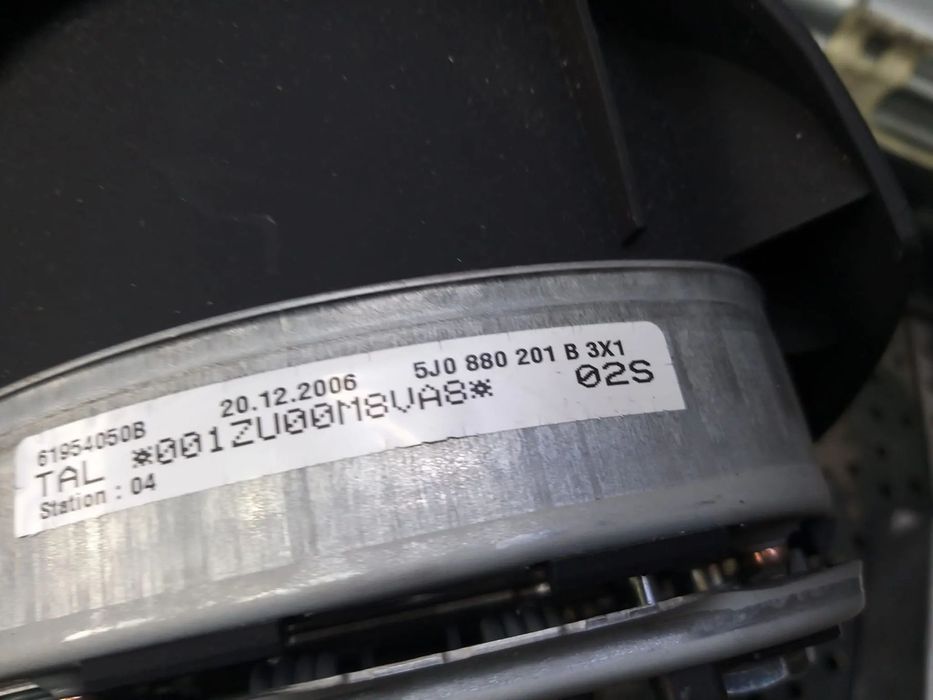 61954050B 20.12.2006 5J0 880 201 B 3X1
TAL *001ZU00M8VA8* 02S
Station : 04